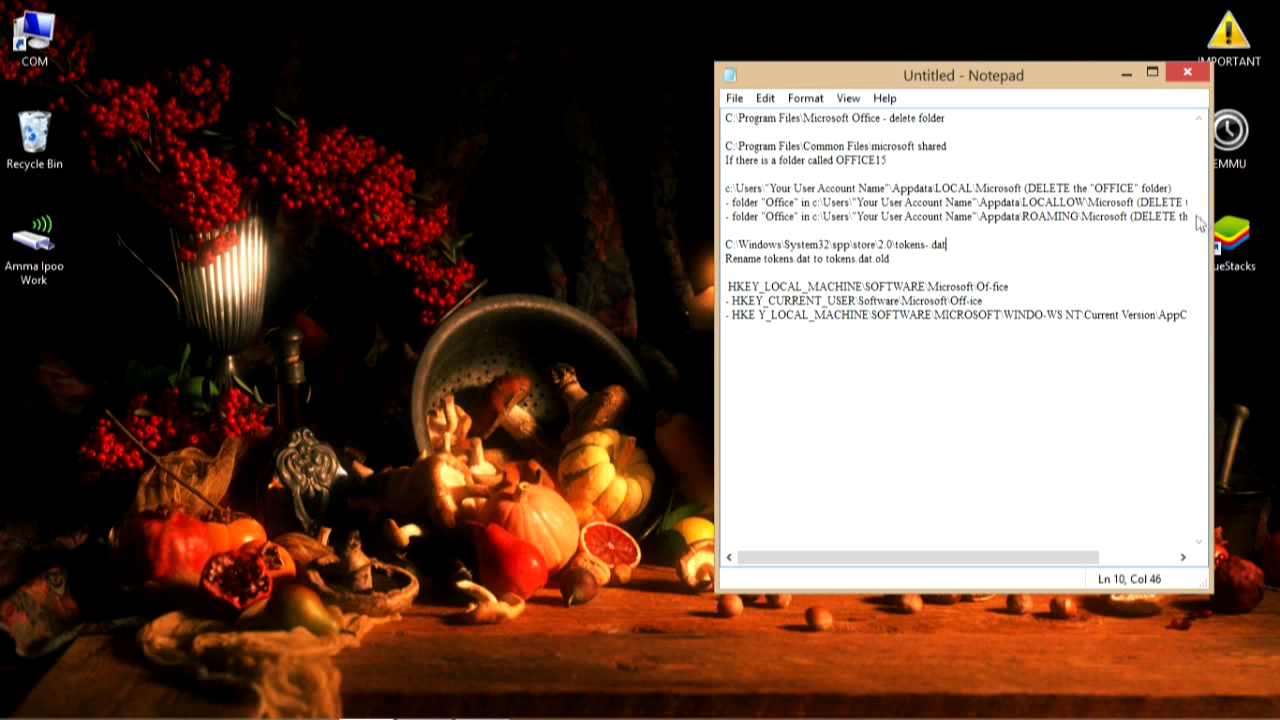 COM
Recycle Bin
Amma Ipoo
Work
IMPORTANT
EMMU
ueStacks
Untitled - Notepad
File Edit Format View Help
C:\Program Files\Microsoft Office - delete folder
C:\Program Files\Common Files\microsoft shared
If there is a folder called OFFICE15
c:\Users\"Your User Account Name"\Appdata\LOCAL\Microsoft (DELETE the "OFFICE" folder)
- folder "Office" in c:\Users\"Your User Account Name"\Appdata\LOCALLOW\Microsoft (DELETE
- folder "Office" in c:\Users\"Your User Account Name"\Appdata\ROAMING\Microsoft (DELETE th
C:\Windows\System32\spp\store\2.0\tokens-.dat
Rename tokens.dat to tokens.dat.old
HKEY_LOCAL_MACHINE\SOFTWARE\Microsoft\Of-fice
- HKEY_CURRENT_USER\Software\Microsoft\Off-ice
- HKE Y_LOCAL_MACHINE\SOFTWARE\MICROSOFT\WINDO-WS NT\Current Version\AppC
Ln 10, Col 46